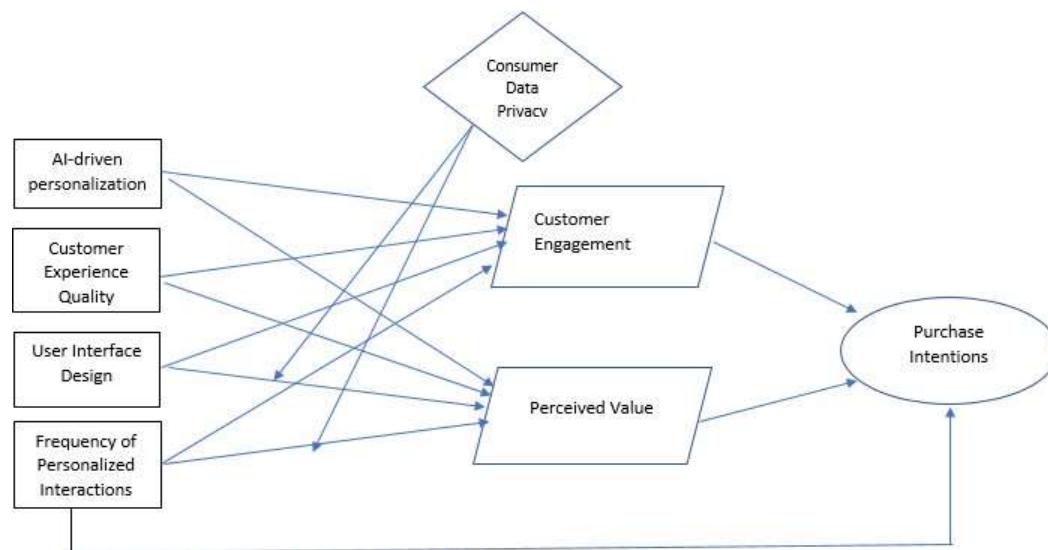 Consumer
Data
Privacy
AI-driven
personalization
Customer
Experience
Quality
User Interface
Design
Frequency of
Personalized
Interactions
Customer
Engagement
Perceived Value
Purchase
Intentions